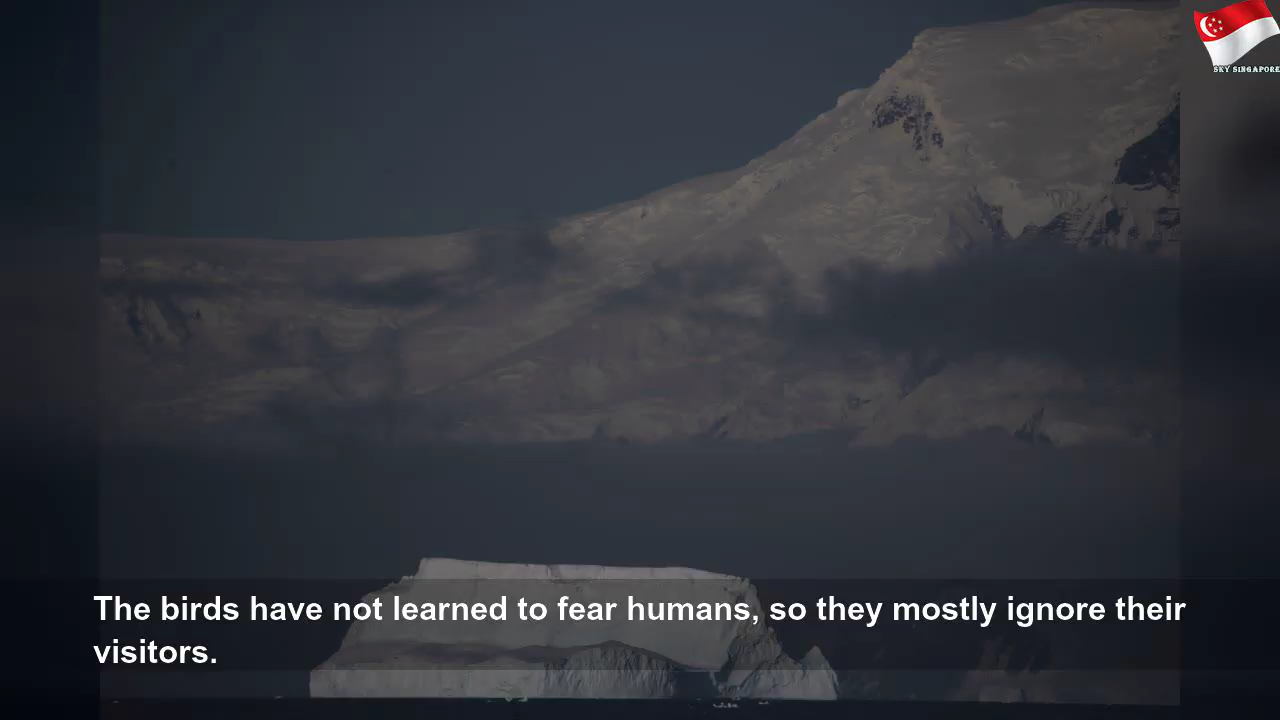 SKY SINGAPORE
The birds have not learned to fear humans, so they mostly ignore their
visitors.